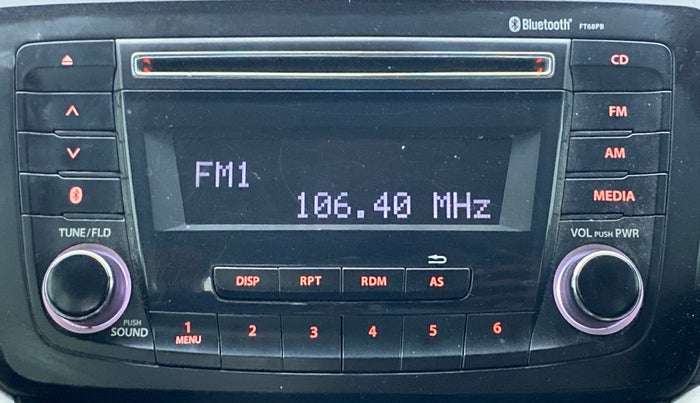 Bluetooth® FT68PB
CD
FM
FM1
AM
106.40 MHz
MEDIA
TUNE/FLD
VOL PUSH PWR
DISP RPT RDM AS
PUSH SOUND
1 MENU 2 3 4 5 6